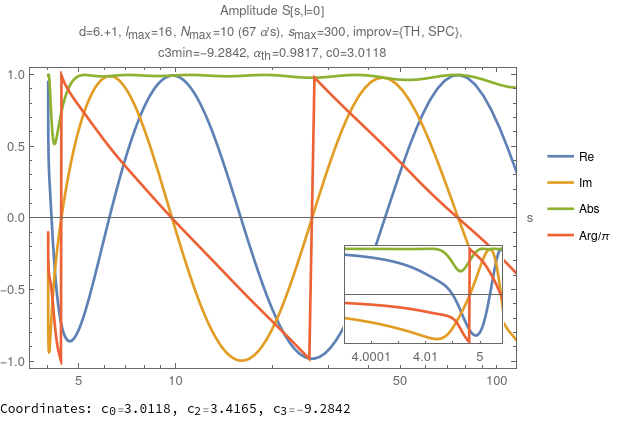 Amplitude S[s,l=0]
d=6.+1, lmax=16, Nmax=10 (67 α's), smax=300, improv={TH, SPC},
c3min=−9.2842, αth=0.9817, c0=3.0118
1.0
0.5
0.0
−0.5
−1.0
5
10
50
100
s
4.0001
4.01
5
Re
Im
Abs
Arg/π
Coordinates: c0=3.0118, c2=3.4165, c3=-9.2842